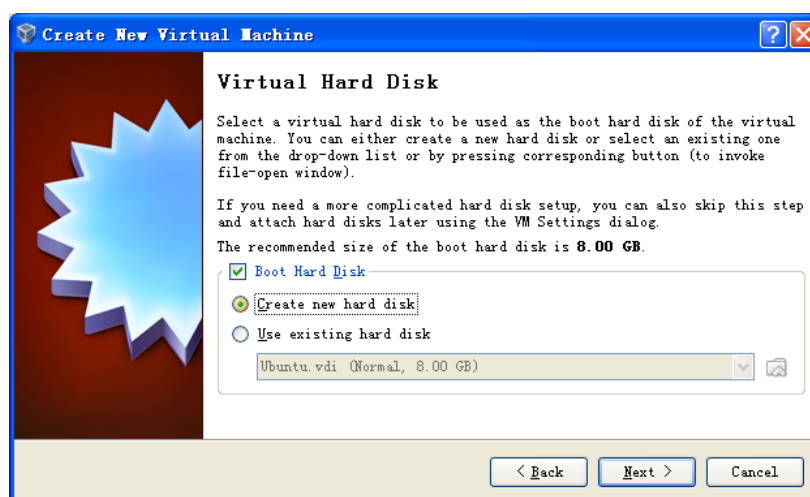 Create New Virtual Machine
Virtual Hard Disk
Select a virtual hard disk to be used as the boot hard disk of the virtual
machine. You can either create a new hard disk or select an existing one
from the drop-down list or by pressing corresponding button (to invoke
file-open window).
If you need a more complicated hard disk setup, you can also skip this step
and attach hard disks later using the VM Settings dialog.
The recommended size of the boot hard disk is 8.00 GB.
Boot Hard Disk
Create new hard disk
Use existing hard disk
Ubuntu.vdi (Normal, 8.00 GB)
< Back Next > Cancel